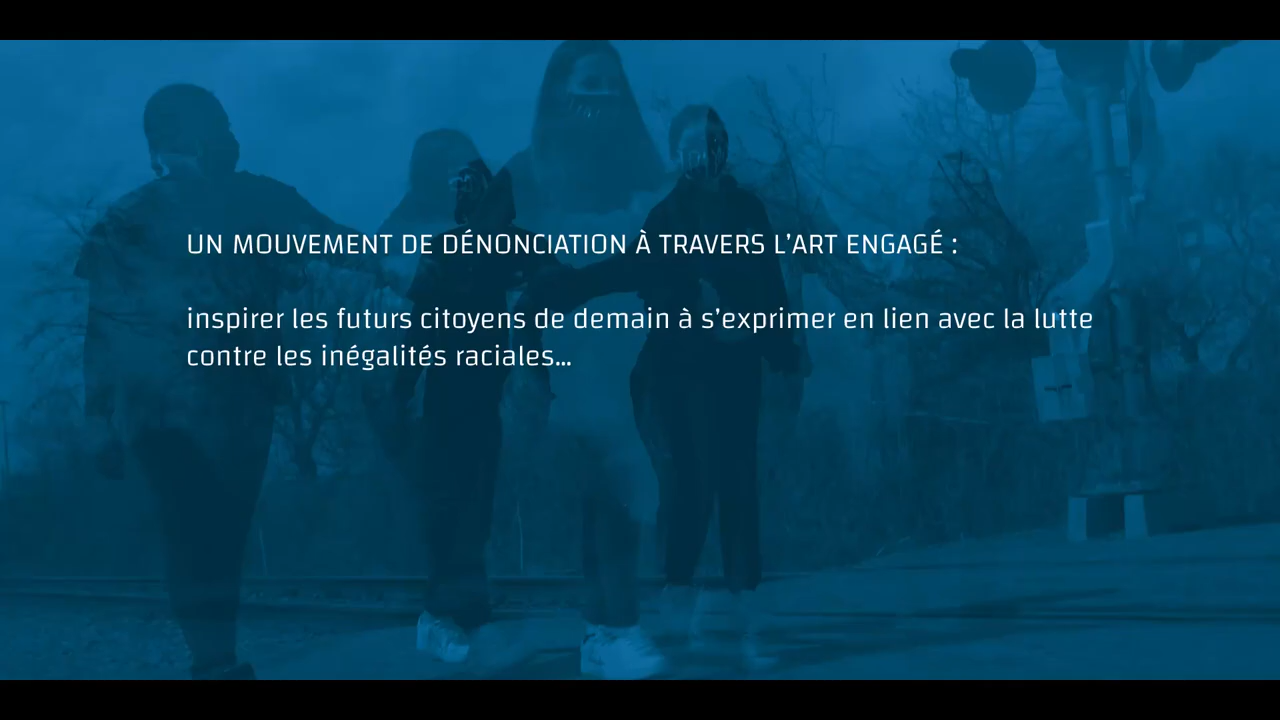 UN MOUVEMENT DE DÉNONCIATION À TRAVERS L’ART ENGAGÉ :
inspirer les futurs citoyens de demain à s’exprimer en lien avec la lutte
contre les inégalités raciales...